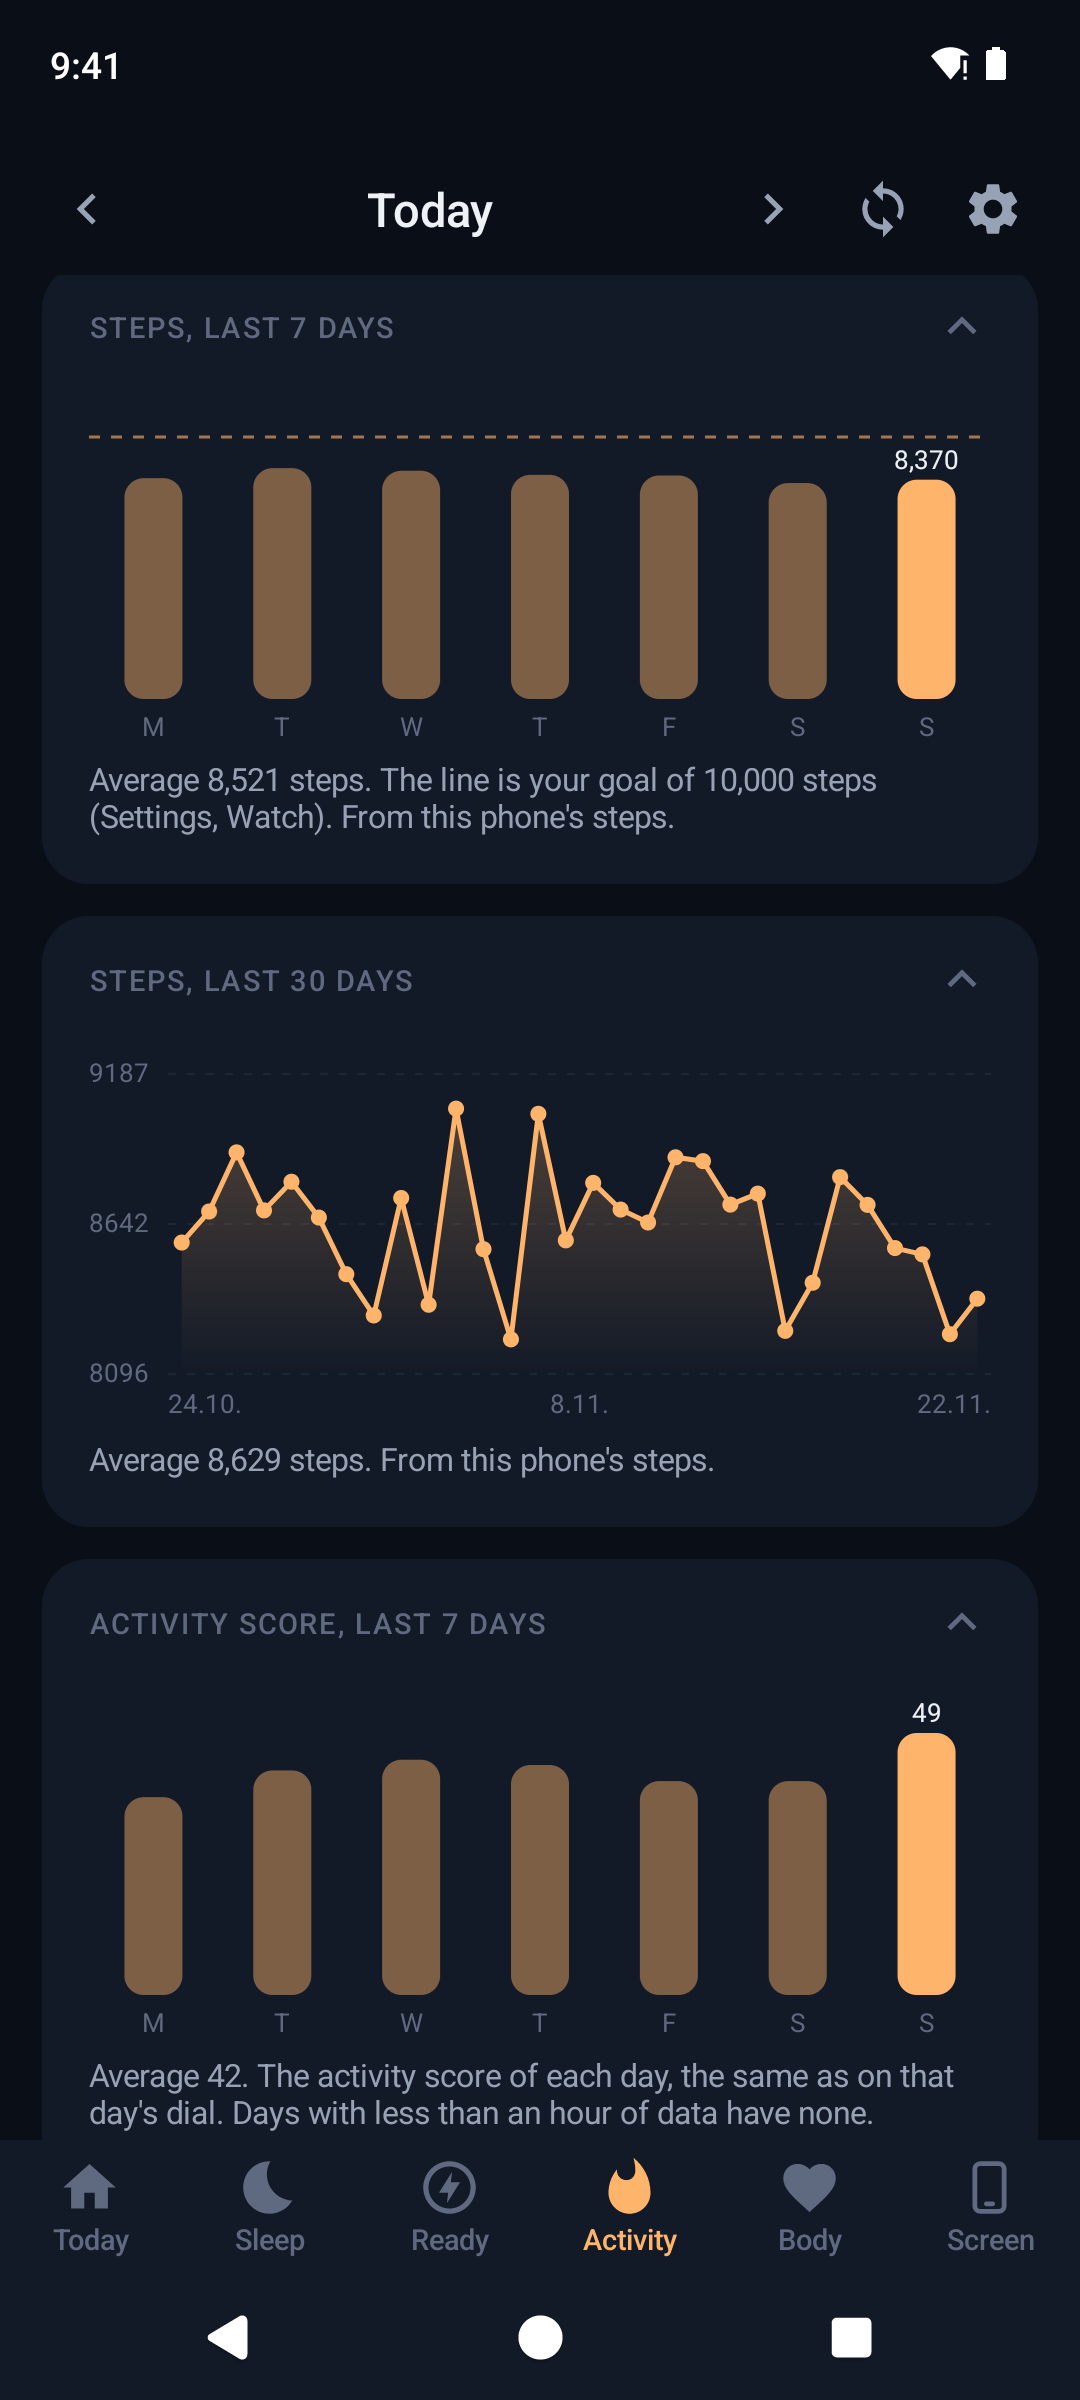 9:41
Today
STEPS, LAST 7 DAYS
8,370
M T W T F S S
Average 8,521 steps. The line is your goal of 10,000 steps
(Settings, Watch). From this phone's steps.
STEPS, LAST 30 DAYS
9187
8642
8096
24.10. 8.11. 22.11.
Average 8,629 steps. From this phone's steps.
ACTIVITY SCORE, LAST 7 DAYS
49
M T W T F S S
Average 42. The activity score of each day, the same as on that
day's dial. Days with less than an hour of data have none.
Today Sleep Ready Activity Body Screen